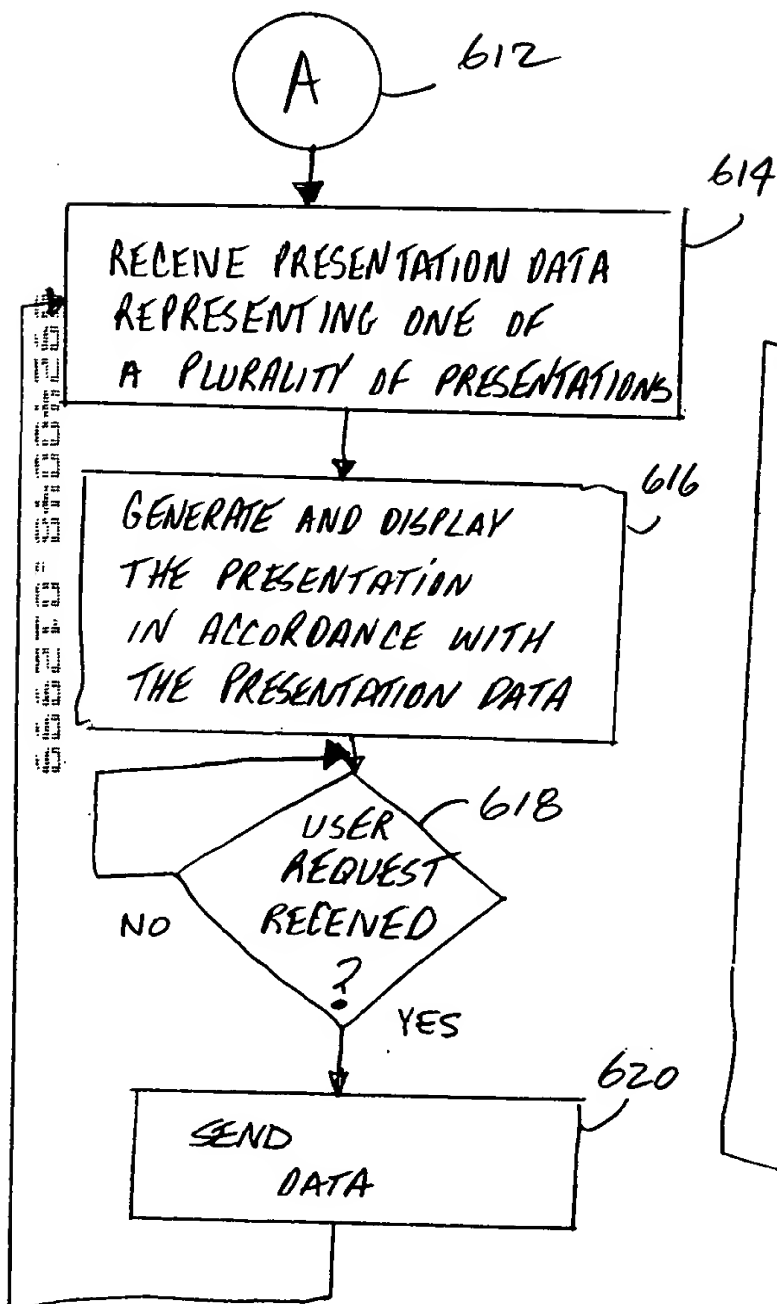 A
612
614
RECEIVE PRESENTATION DATA
REPRESENTING ONE OF
A PLURALITY OF PRESENTATIONS
616
GENERATE AND DISPLAY
THE PRESENTATION
IN ACCORDANCE WITH
THE PRESENTATION DATA
618
USER
REQUEST
RECEIVED
?
NO
YES
620
SEND
DATA